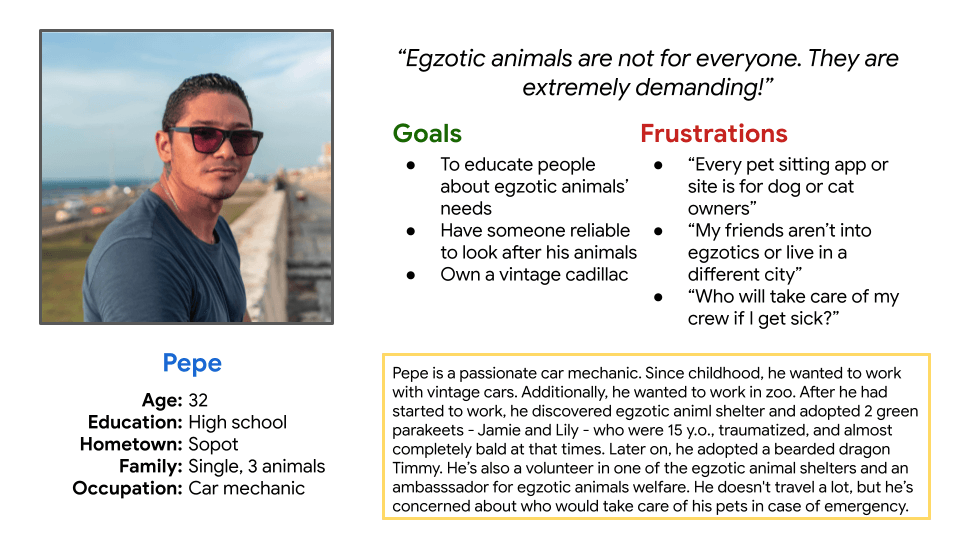 “Egzotic animals are not for everyone. They are
extremely demanding!”
Goals
● To educate people
about egzotic animals’
needs
● Have someone reliable
to look after his animals
● Own a vintage cadillac
Frustrations
● “Every pet sitting app or
site is for dog or cat
owners”
● “My friends aren’t into
egzotics or live in a
different city”
● “Who will take care of my
crew if I get sick?”
Pepe
Age: 32
Education: High school
Hometown: Sopot
Family: Single, 3 animals
Occupation: Car mechanic
Pepe is a passionate car mechanic. Since childhood, he wanted to work
with vintage cars. Additionally, he wanted to work in zoo. After he had
started to work, he discovered egzotic animl shelter and adopted 2 green
parakeets - Jamie and Lily - who were 15 y.o., traumatized, and almost
completely bald at that times. Later on, he adopted a bearded dragon
Timmy. He’s also a volunteer in one of the egzotic animal shelters and an
ambasssador for egzotic animals welfare. He doesn't travel a lot, but he’s
concerned about who would take care of his pets in case of emergency.